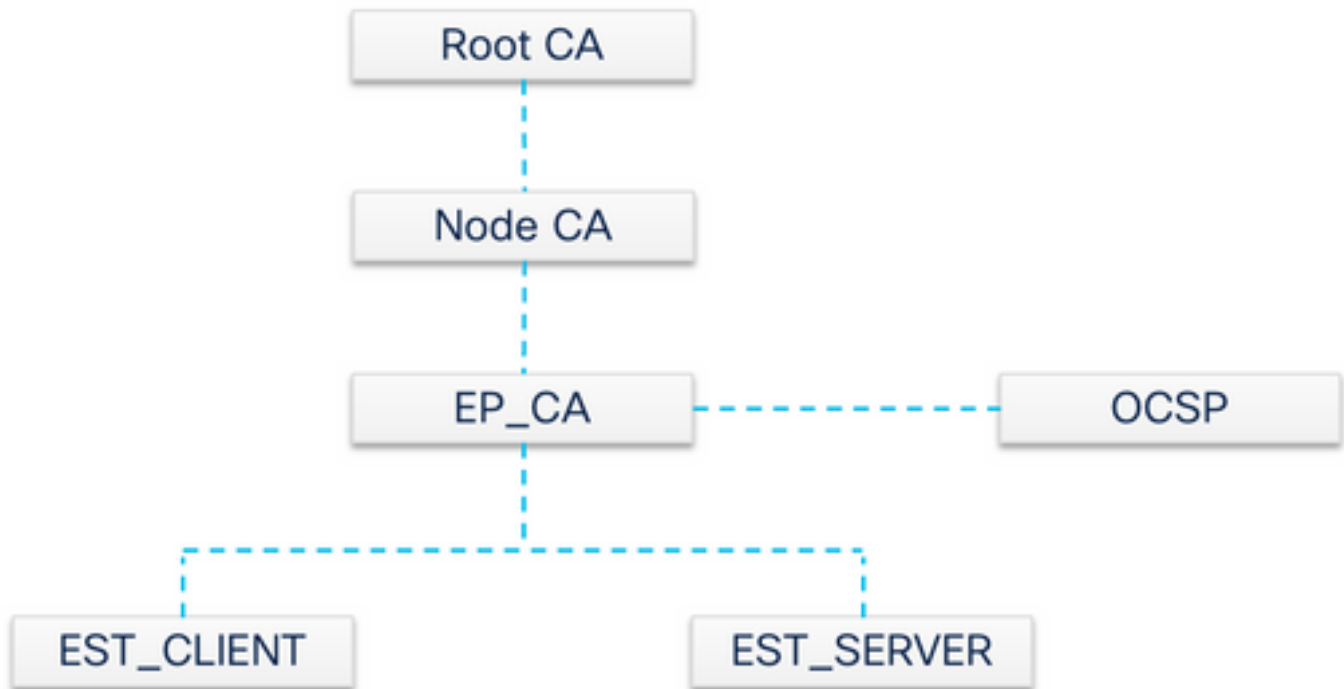 Root CA
Node CA
EP_CA
OCSP
EST_CLIENT
EST_SERVER